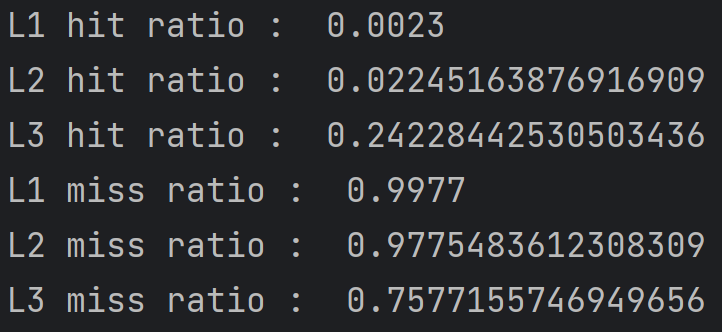 L1 hit ratio :  0.0023
L2 hit ratio :  0.02245163876916909
L3 hit ratio :  0.24228442530503436
L1 miss ratio :  0.9977
L2 miss ratio :  0.9775483612308309
L3 miss ratio :  0.7577155746949656